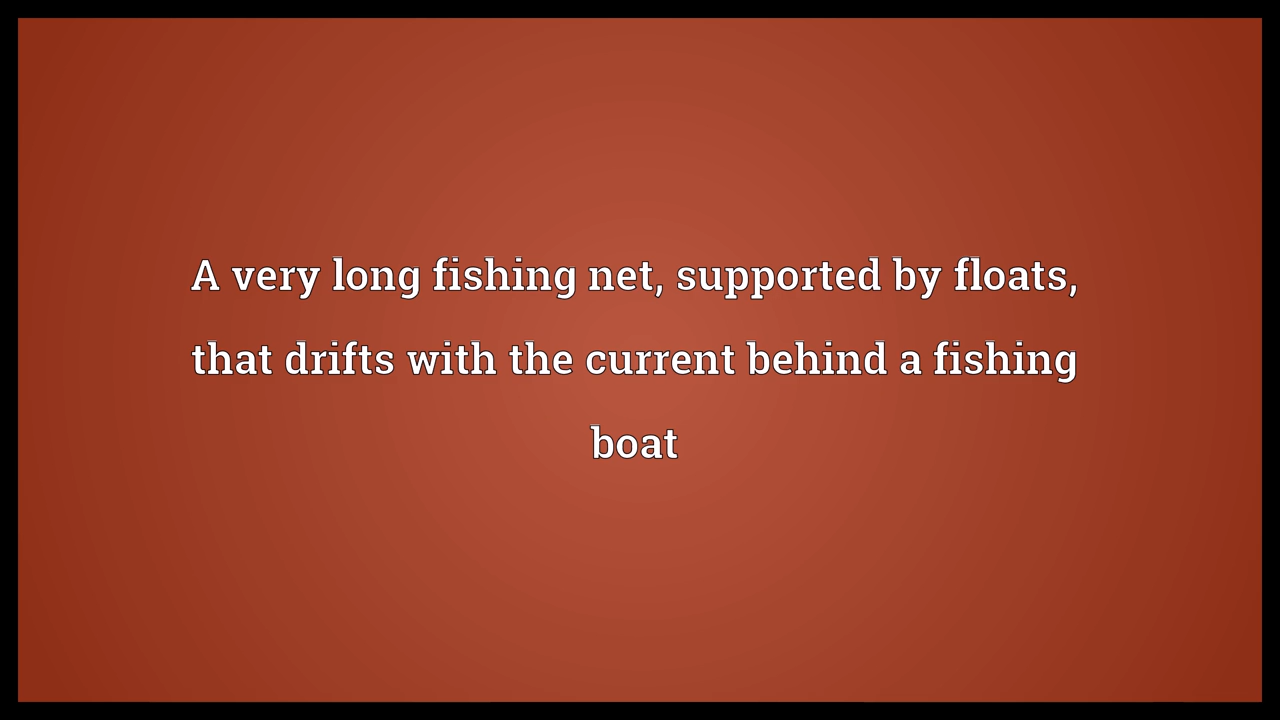 A very long fishing net, supported by floats,
that drifts with the current behind a fishing
boat